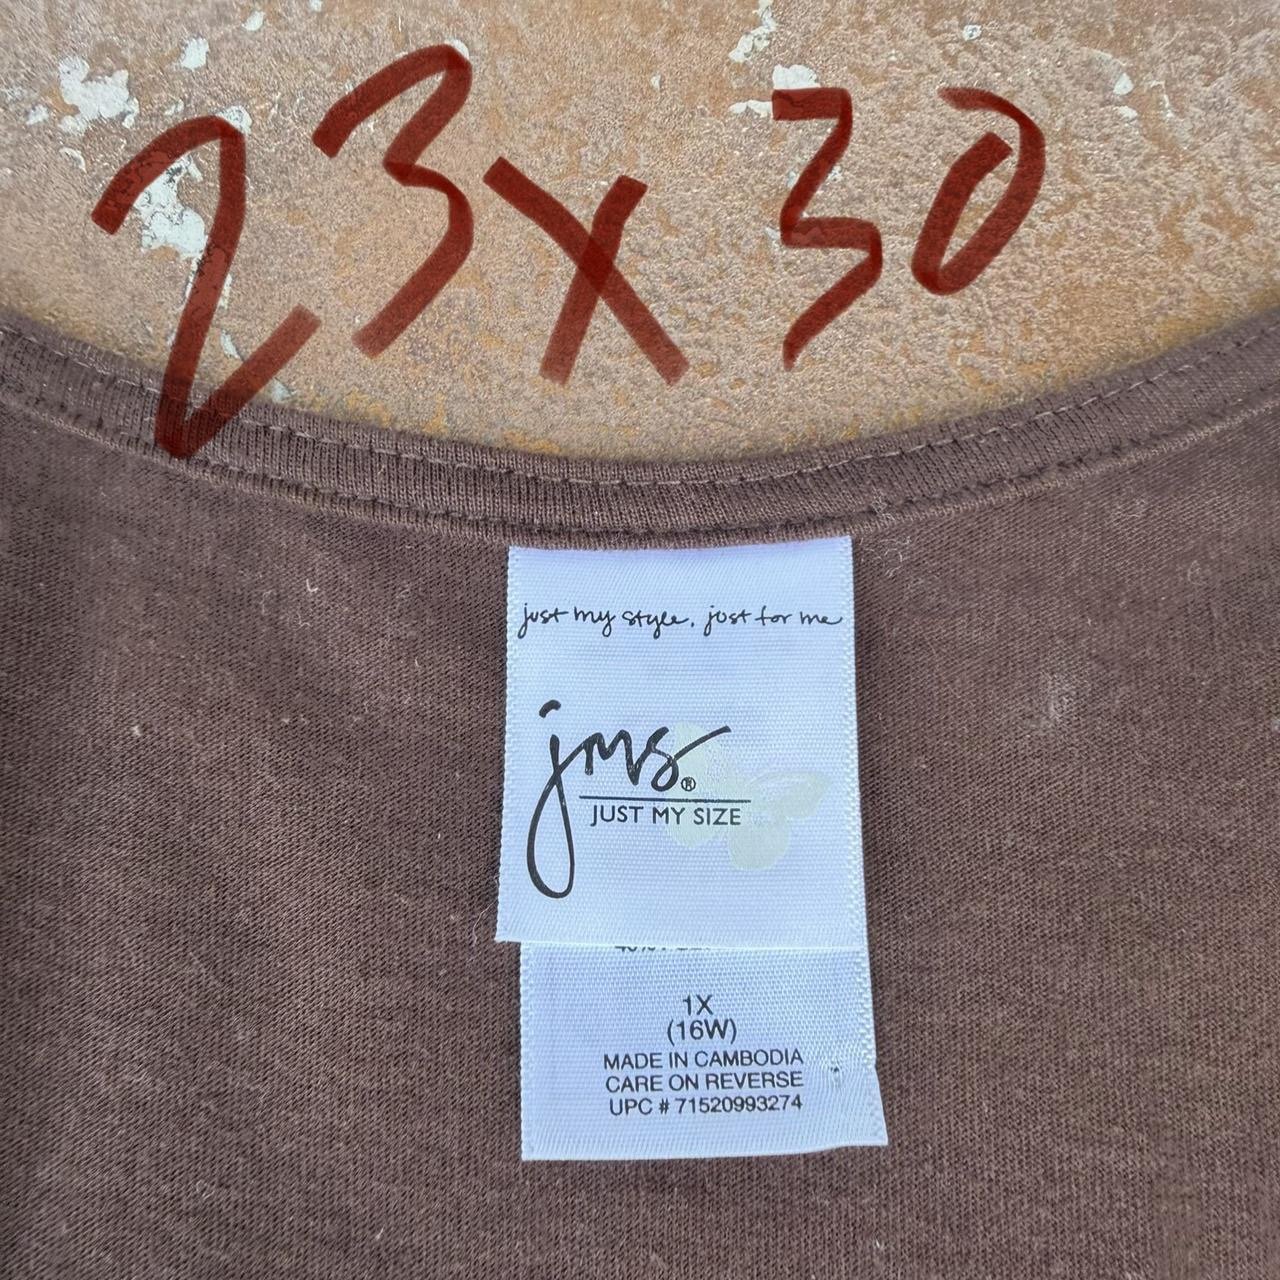 23x30
just my style. just for me
jms®
JUST MY SIZE
1X
(16W)
MADE IN CAMBODIA
CARE ON REVERSE
UPC # 71520993274